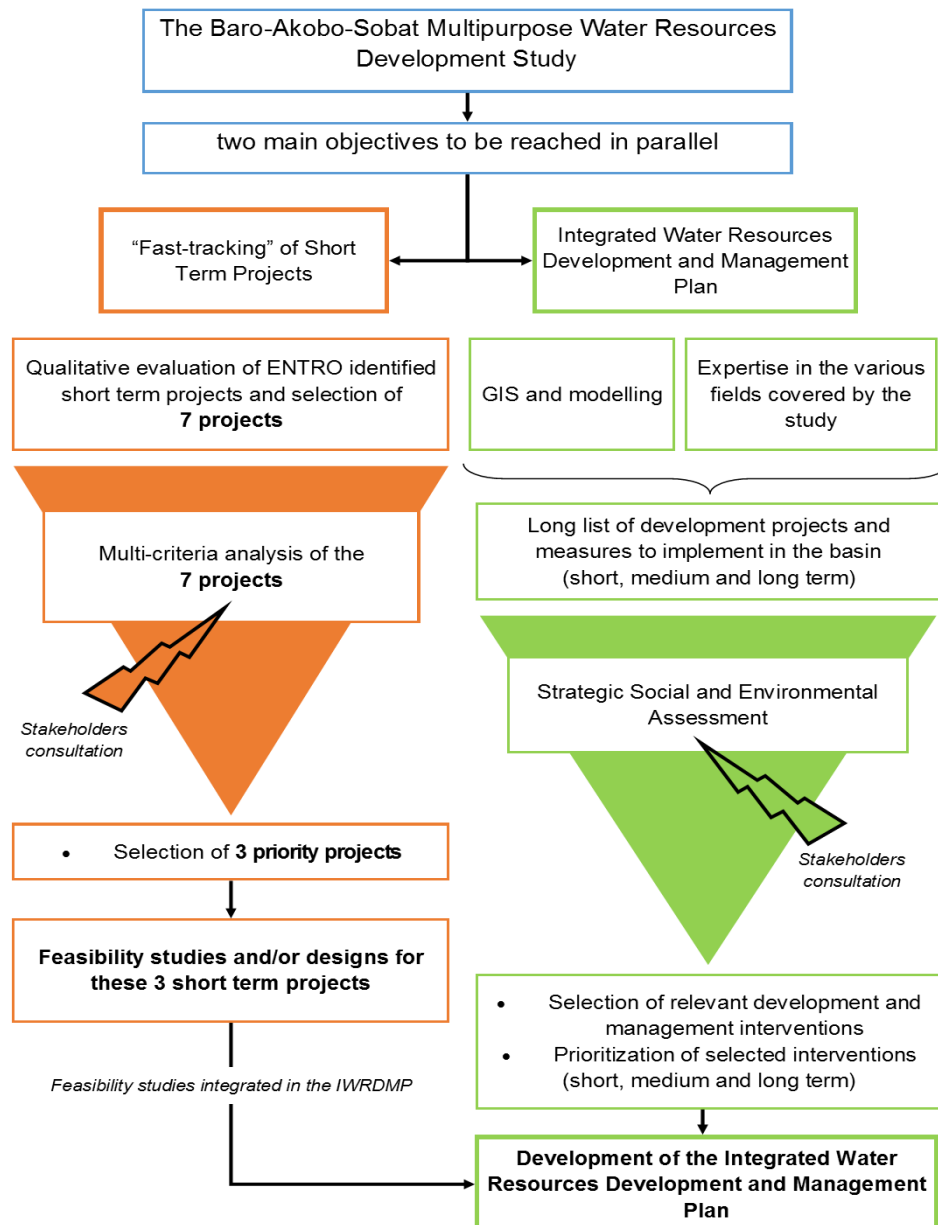 The Baro-Akobo-Sobat Multipurpose Water Resources
Development Study
two main objectives to be reached in parallel
“Fast-tracking” of Short
Term Projects
Integrated Water Resources
Development and Management
Plan
Qualitative evaluation of ENTRO identified
short term projects and selection of
7 projects
GIS and modelling
Expertise in the various
fields covered by the
study
Multi-criteria analysis of the
7 projects
Stakeholders
consultation
Long list of development projects and
measures to implement in the basin
(short, medium and long term)
Strategic Social and Environmental
Assessment
Stakeholders
consultation
• Selection of 3 priority projects
Feasibility studies and/or designs for
these 3 short term projects
Feasibility studies integrated in the IWRDMP
• Selection of relevant development and
management interventions
• Prioritization of selected interventions
(short, medium and long term)
Development of the Integrated Water
Resources Development and Management
Plan